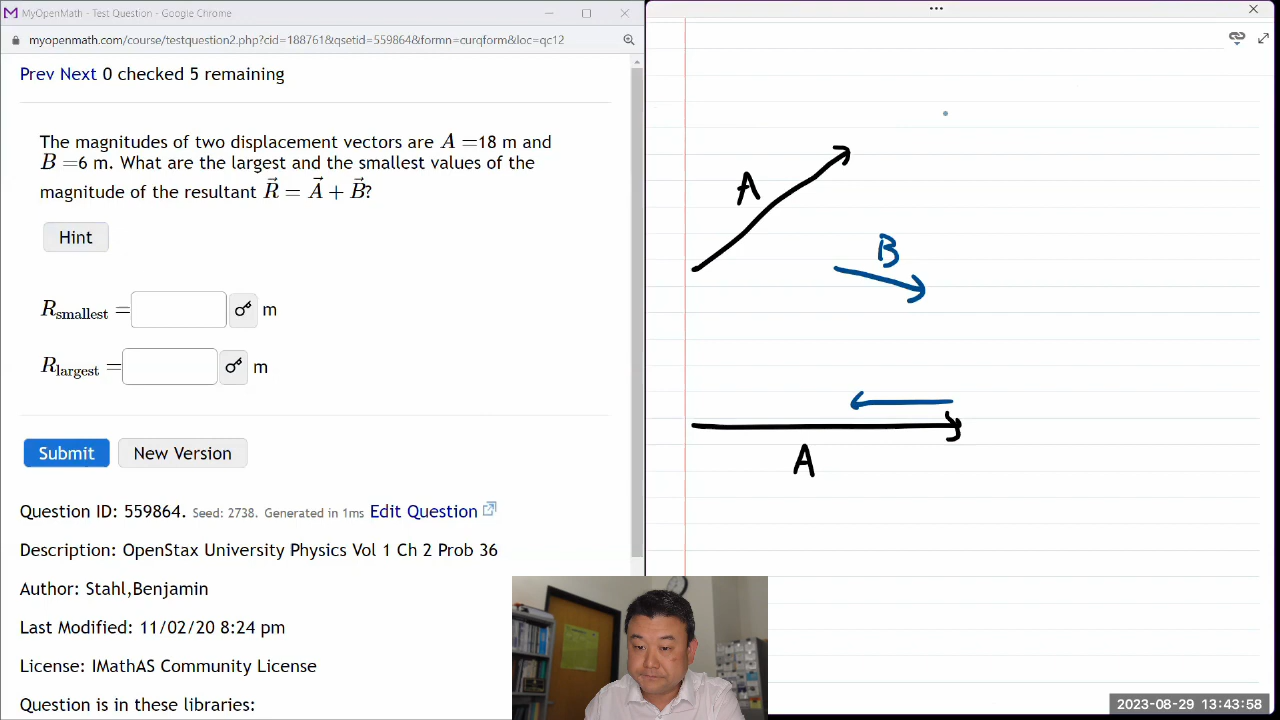 MyOpenMath - Test Question - Google Chrome
myopenmath.com/course/testquestion2.php?cid=188761&qsetid=559864&formn=curqform&loc=qc12
Prev Next 0 checked 5 remaining
The magnitudes of two displacement vectors are A =18 m and
B =6 m. What are the largest and the smallest values of the
magnitude of the resultant R⃗ = A⃗ + B⃗?
Hint
R smallest = m
R largest = m
Submit New Version
Question ID: 559864. Seed: 2738. Generated in 1ms Edit Question
Description: OpenStax University Physics Vol 1 Ch 2 Prob 36
Author: Stahl,Benjamin
Last Modified: 11/02/20 8:24 pm
License: IMathAS Community License
Question is in these libraries:
A
B
A
2023-08-29 13:43:58